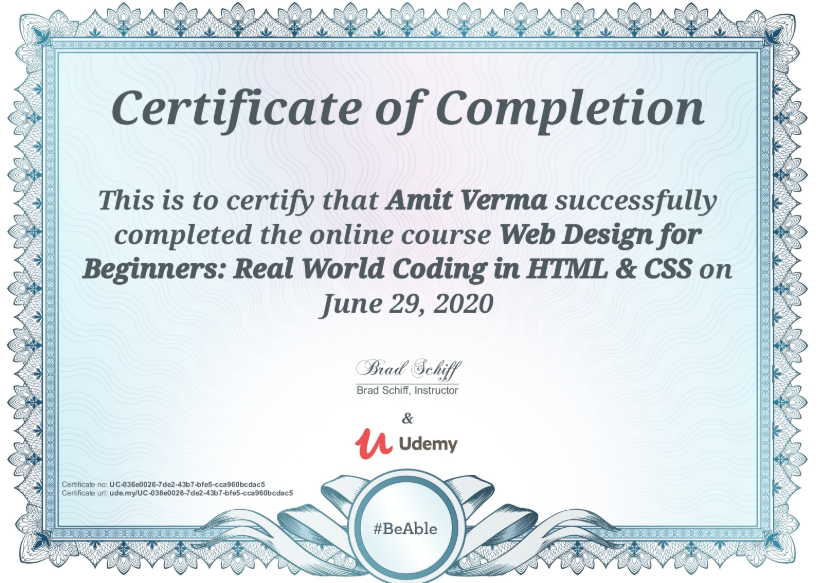 Certificate of Completion
This is to certify that Amit Verma successfully
completed the online course Web Design for
Beginners: Real World Coding in HTML & CSS on
June 29, 2020
Brad Schiff
Brad Schiff, Instructor
&
Udemy
Certificate no: UC-036e0026-7de2-43b7-bfe5-cca960bcdac5
Certificate url: ude.my/UC-036e0026-7de2-43b7-bfe5-cca960bcdac5
#BeAble